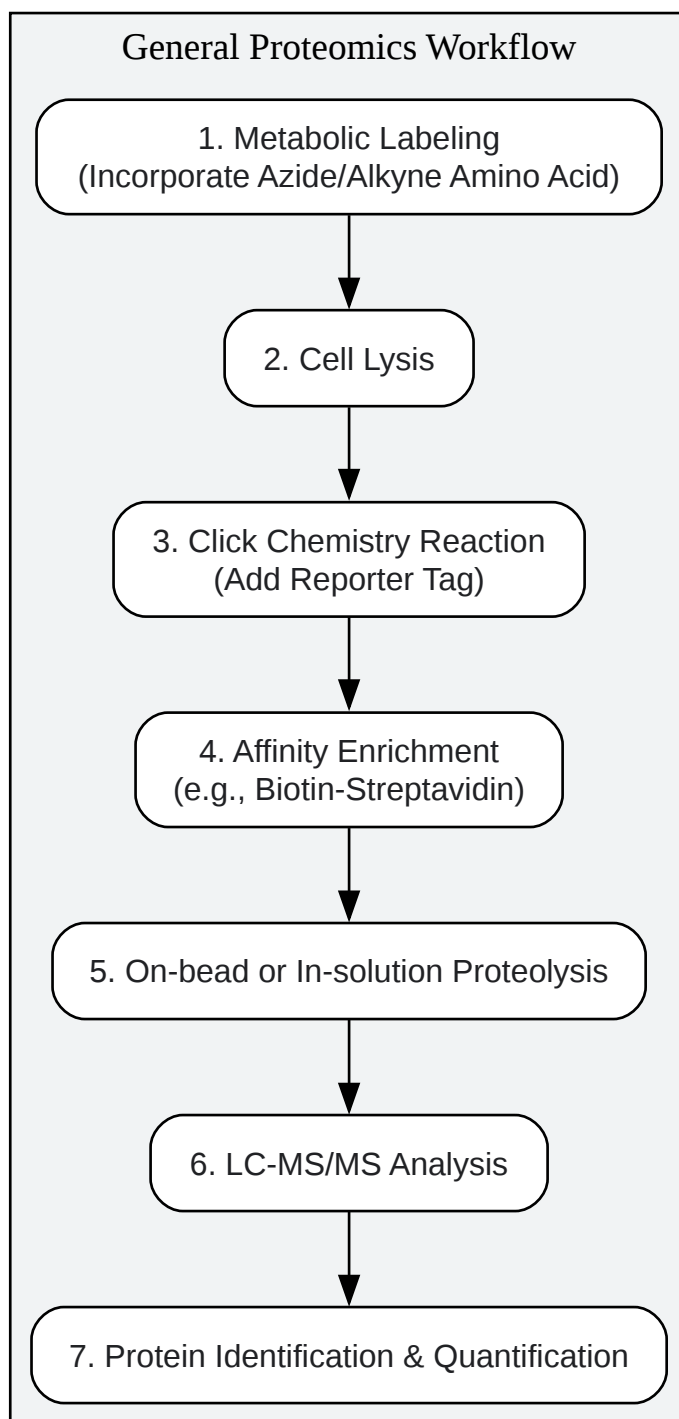 General Proteomics Workflow
1. Metabolic Labeling
(Incorporate Azide/Alkyne Amino Acid)
2. Cell Lysis
3. Click Chemistry Reaction
(Add Reporter Tag)
4. Affinity Enrichment
(e.g., Biotin-Streptavidin)
5. On-bead or In-solution Proteolysis
6. LC-MS/MS Analysis
7. Protein Identification & Quantification